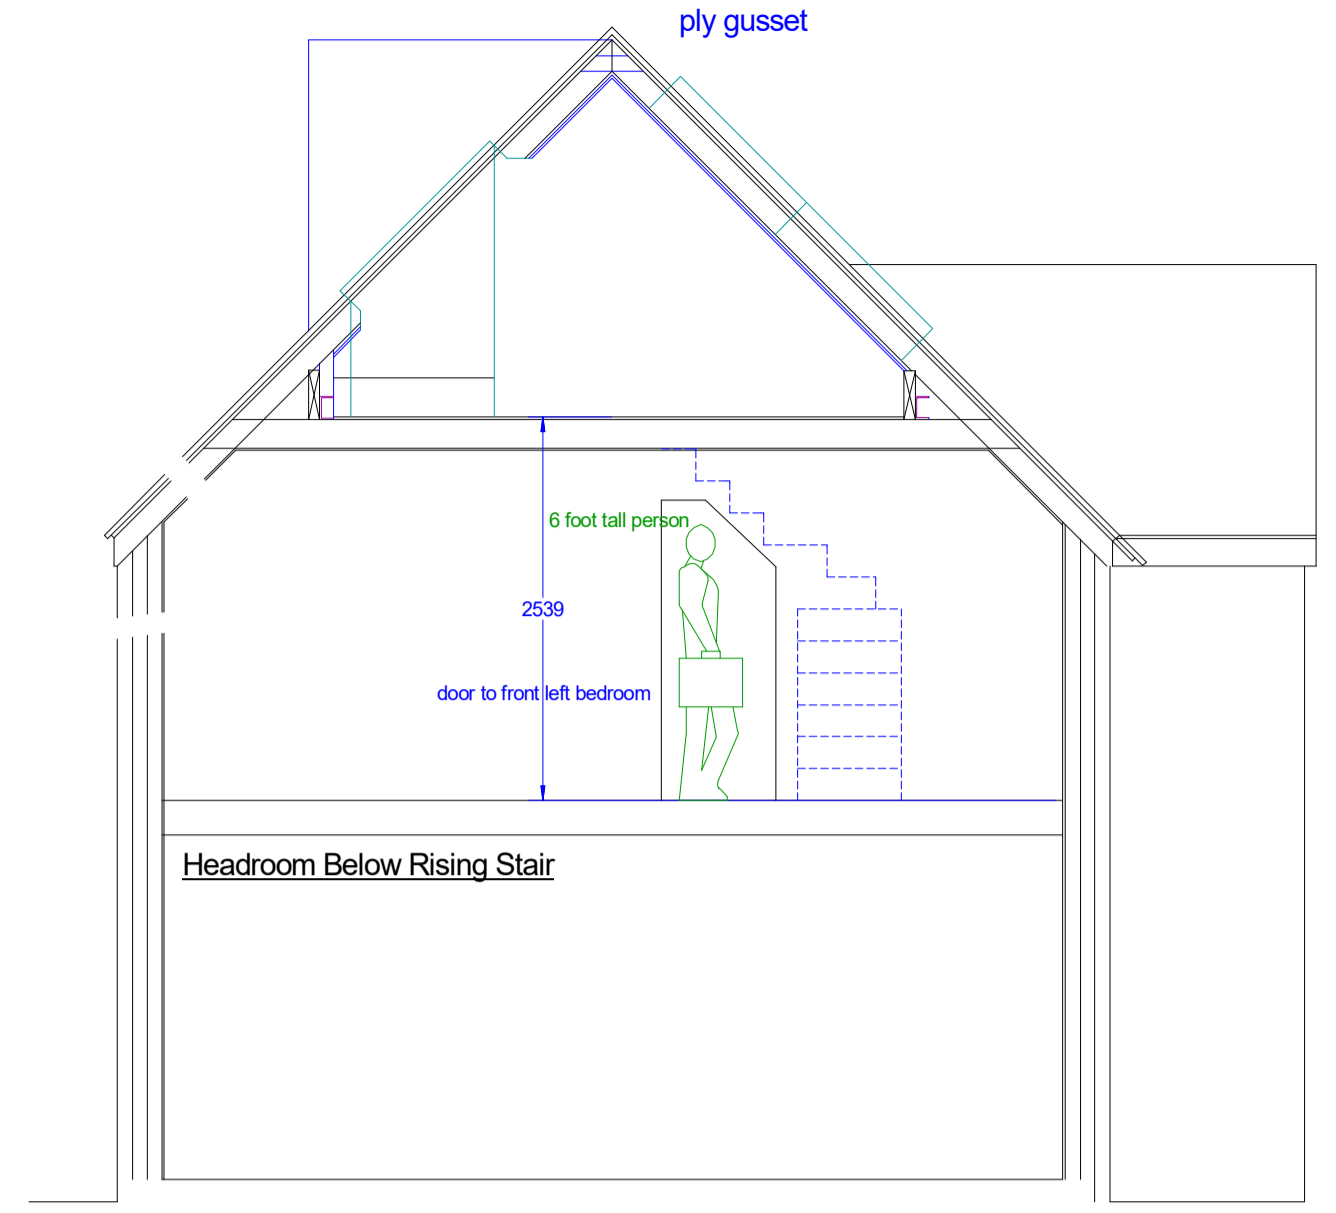 ply gusset
6 foot tall person
2539
door to front left bedroom
Headroom Below Rising Stair